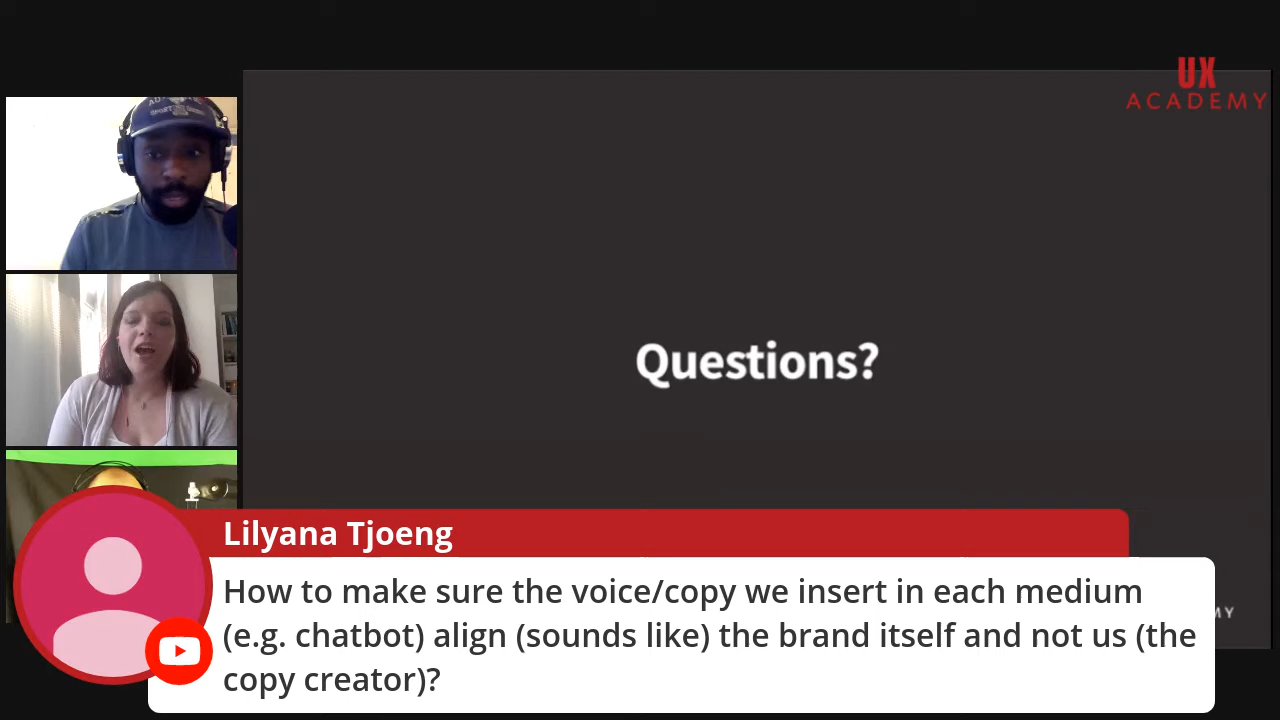 UX
ACADEMY
Questions?
Lilyana Tjoeng
How to make sure the voice/copy we insert in each medium
(e.g. chatbot) align (sounds like) the brand itself and not us (the
copy creator)?